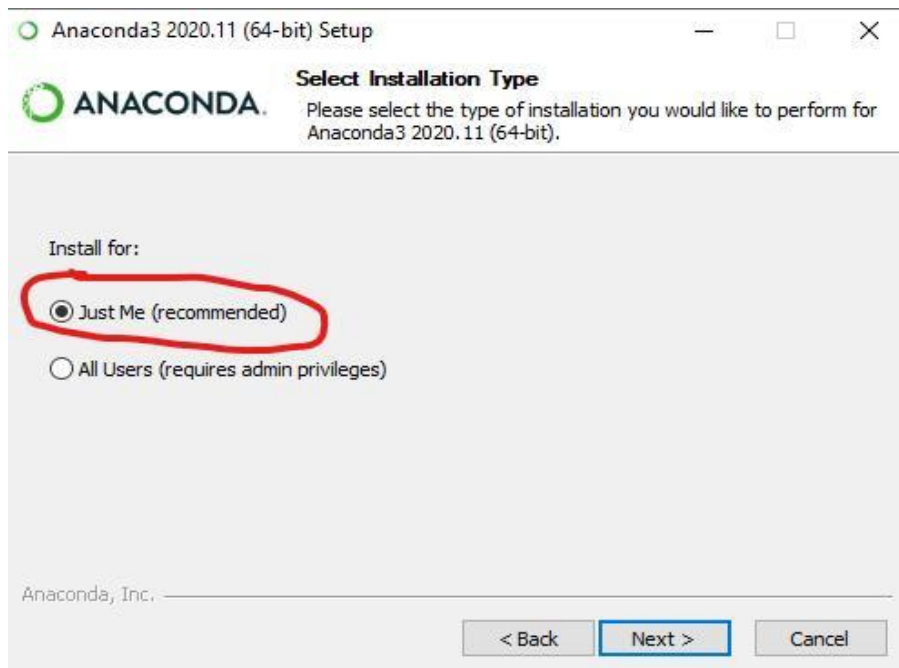 Anaconda3 2020.11 (64-bit) Setup
ANACONDA.
Select Installation Type
Please select the type of installation you would like to perform for
Anaconda3 2020.11 (64-bit).
Install for:
Just Me (recommended)
All Users (requires admin privileges)
Anaconda, Inc.
< Back
Next >
Cancel